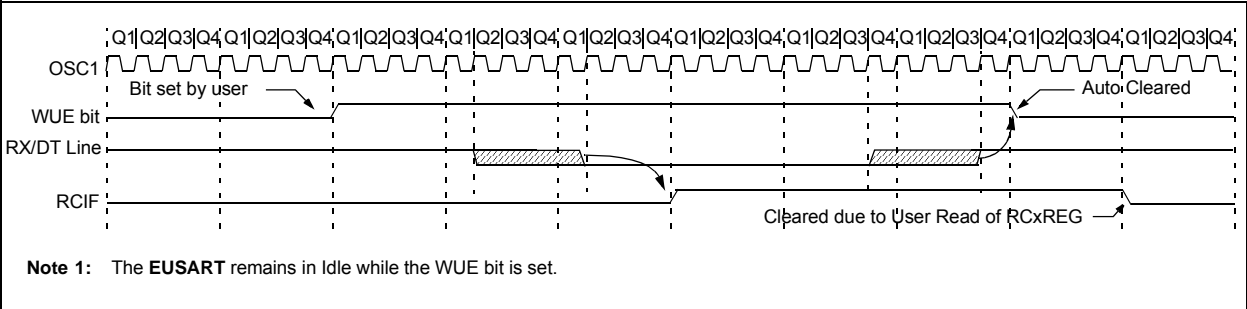 Q1 Q2 Q3 Q4 Q1 Q2 Q3 Q4 Q1 Q2 Q3 Q4 Q1 Q2 Q3 Q4 Q1 Q2 Q3 Q4 Q1 Q2 Q3 Q4 Q1 Q2 Q3 Q4 Q1 Q2 Q3 Q4 Q1 Q2 Q3 Q4 Q1 Q2 Q3 Q4
OSC1
Bit set by user
Auto Cleared
WUE bit
RX/DT Line
RCIF
Cleared due to User Read of RCxREG
Note 1: The EUSART remains in Idle while the WUE bit is set.